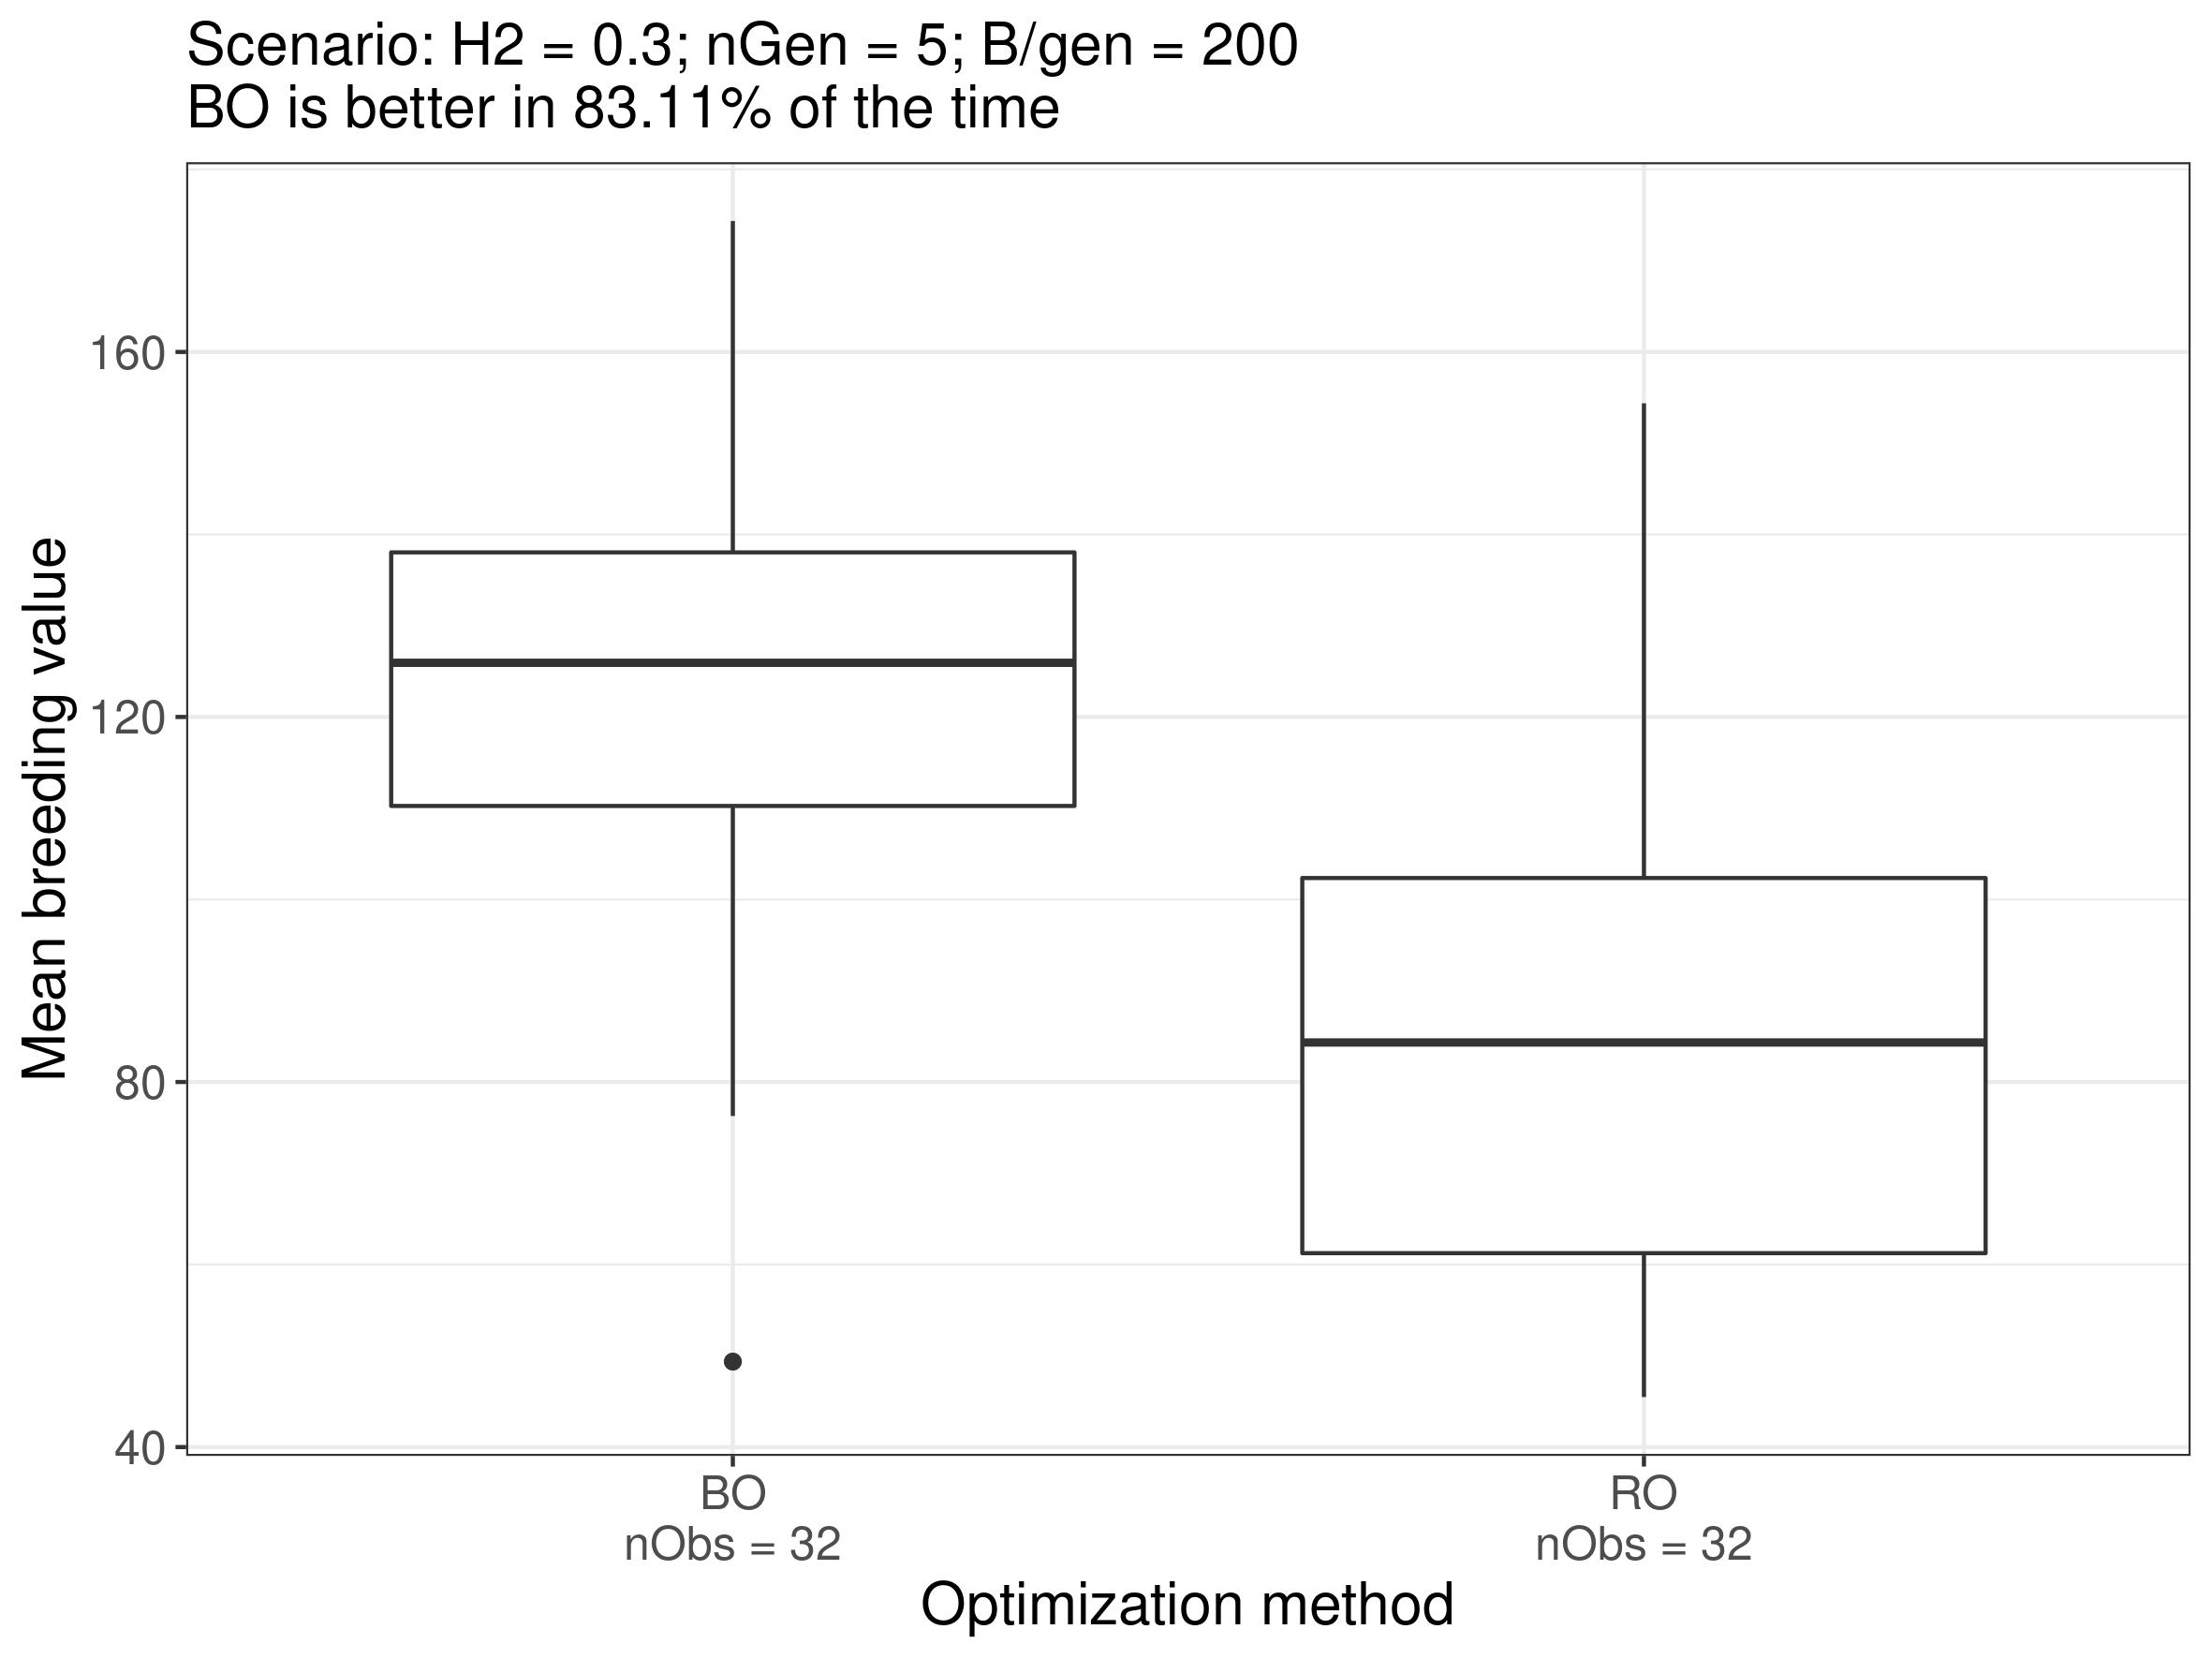 Scenario: H2 = 0.3; nGen = 5; B/gen = 200
BO is better in 83.11% of the time
Mean breeding value
160
120
80
40
BO
nObs = 32
RO
nObs = 32
Optimization method